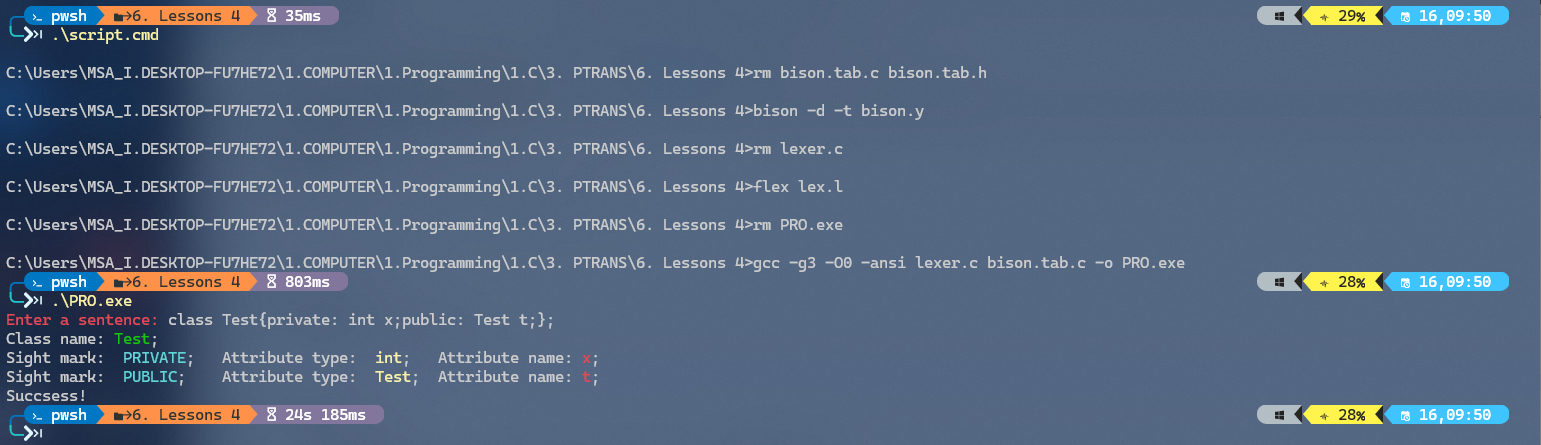 pwsh 6. Lessons 4 35ms 29% 16,09:50
.\script.cmd
C:\Users\MSA_I.DESKTOP-FU7HE72\1.COMPUTER\1.Programming\1.C\3. PTRANS\6. Lessons 4>rm bison.tab.c bison.tab.h
C:\Users\MSA_I.DESKTOP-FU7HE72\1.COMPUTER\1.Programming\1.C\3. PTRANS\6. Lessons 4>bison -d -t bison.y
C:\Users\MSA_I.DESKTOP-FU7HE72\1.COMPUTER\1.Programming\1.C\3. PTRANS\6. Lessons 4>rm lexer.c
C:\Users\MSA_I.DESKTOP-FU7HE72\1.COMPUTER\1.Programming\1.C\3. PTRANS\6. Lessons 4>flex lex.l
C:\Users\MSA_I.DESKTOP-FU7HE72\1.COMPUTER\1.Programming\1.C\3. PTRANS\6. Lessons 4>rm PRO.exe
C:\Users\MSA_I.DESKTOP-FU7HE72\1.COMPUTER\1.Programming\1.C\3. PTRANS\6. Lessons 4>gcc -g3 -O0 -ansi lexer.c bison.tab.c -o PRO.exe
pwsh 6. Lessons 4 803ms 28% 16,09:50
.\PRO.exe
Enter a sentence: class Test{private: int x;public: Test t;};
Class name: Test;
Sight mark: PRIVATE; Attribute type: int; Attribute name: x;
Sight mark: PUBLIC; Attribute type: Test; Attribute name: t;
Succsess!
pwsh 6. Lessons 4 24s 185ms 28% 16,09:50